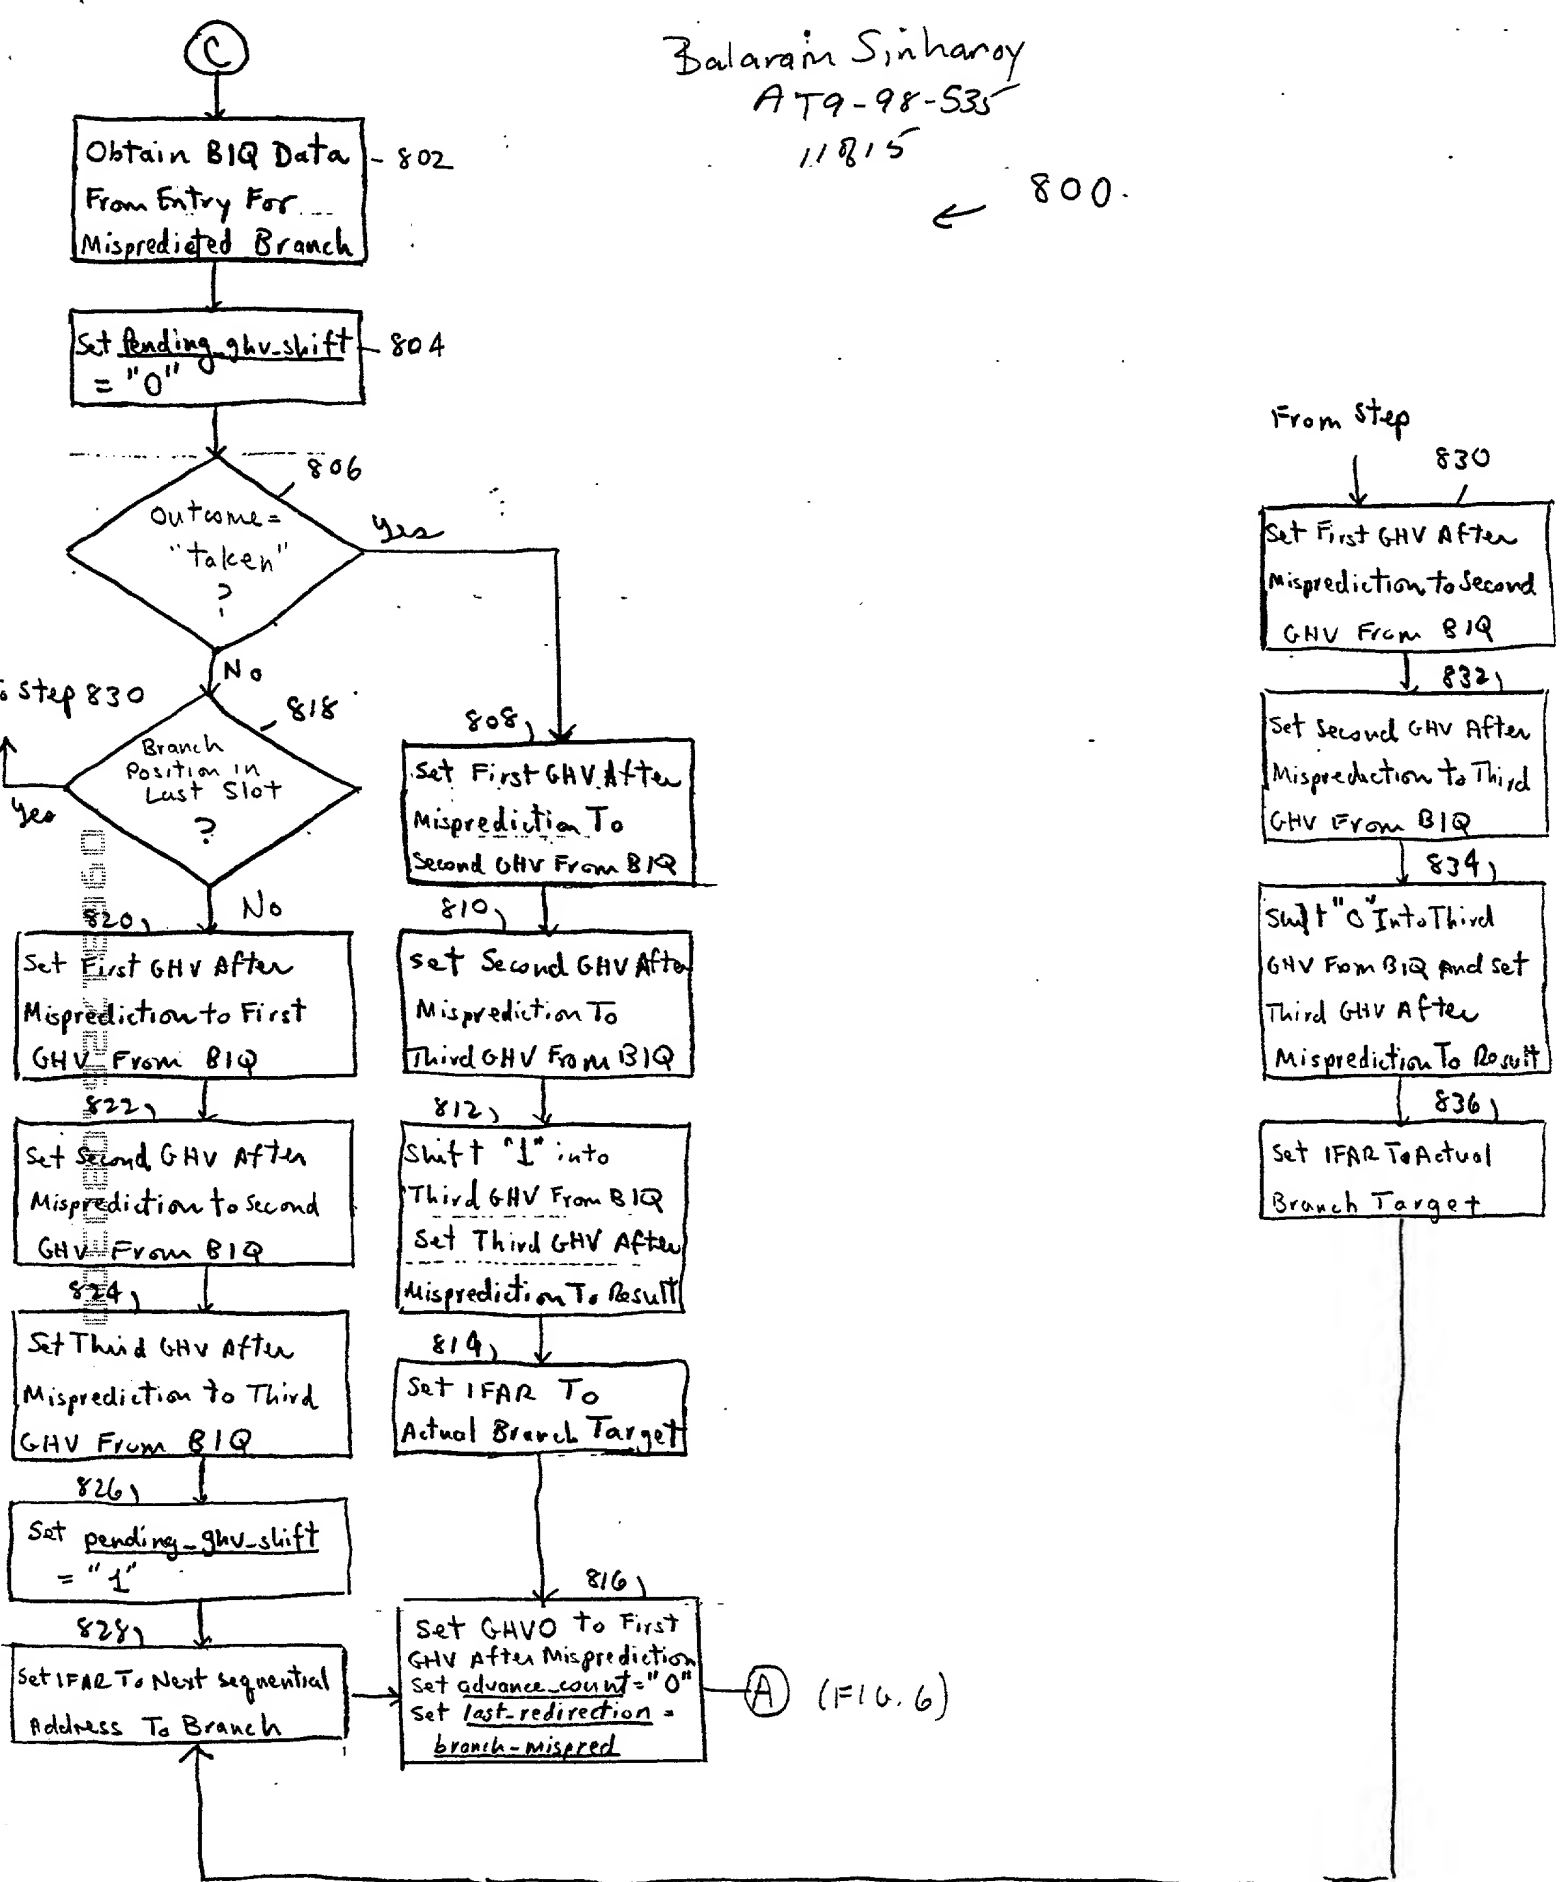 C
Balaram Sinharoy
AT9-98-535
11815
800.
Obtain BIQ Data
From Entry For
Mispredicted Branch
802
Set Pending_ghv_shift
= "0"
804
806
Outcome =
"taken"
?
Yes
No
Step 830
818
Branch
Position in
Last Slot
?
Yes
No
820
Set First GHV After
Misprediction to First
GHV From BIQ
822
Set Second GHV After
Misprediction to Second
GHV From BIQ
824
Set Third GHV After
Misprediction to Third
GHV From BIQ
826
Set pending_ghv_shift
= "1"
828
Set IFAR To Next sequential
Address To Branch
808
Set First GHV After
Misprediction To
Second GHV From BIQ
810
Set Second GHV After
Misprediction To
Third GHV From BIQ
812
Shift "1" into
Third GHV From BIQ
Set Third GHV After
Misprediction To Result
814
Set IFAR To
Actual Branch Target
816
Set GHVO to First
GHV After Misprediction
Set advance_count="0"
Set last-redirection =
branch-mispred
A (FIG. 6)
From Step
830
Set First GHV After
Misprediction to Second
GHV From BIQ
832
Set Second GHV After
Misprediction to Third
GHV From BIQ
834
Shift "0" Into Third
GHV From BIQ And Set
Third GHV After
Misprediction To Result
836
Set IFAR To Actual
Branch Target